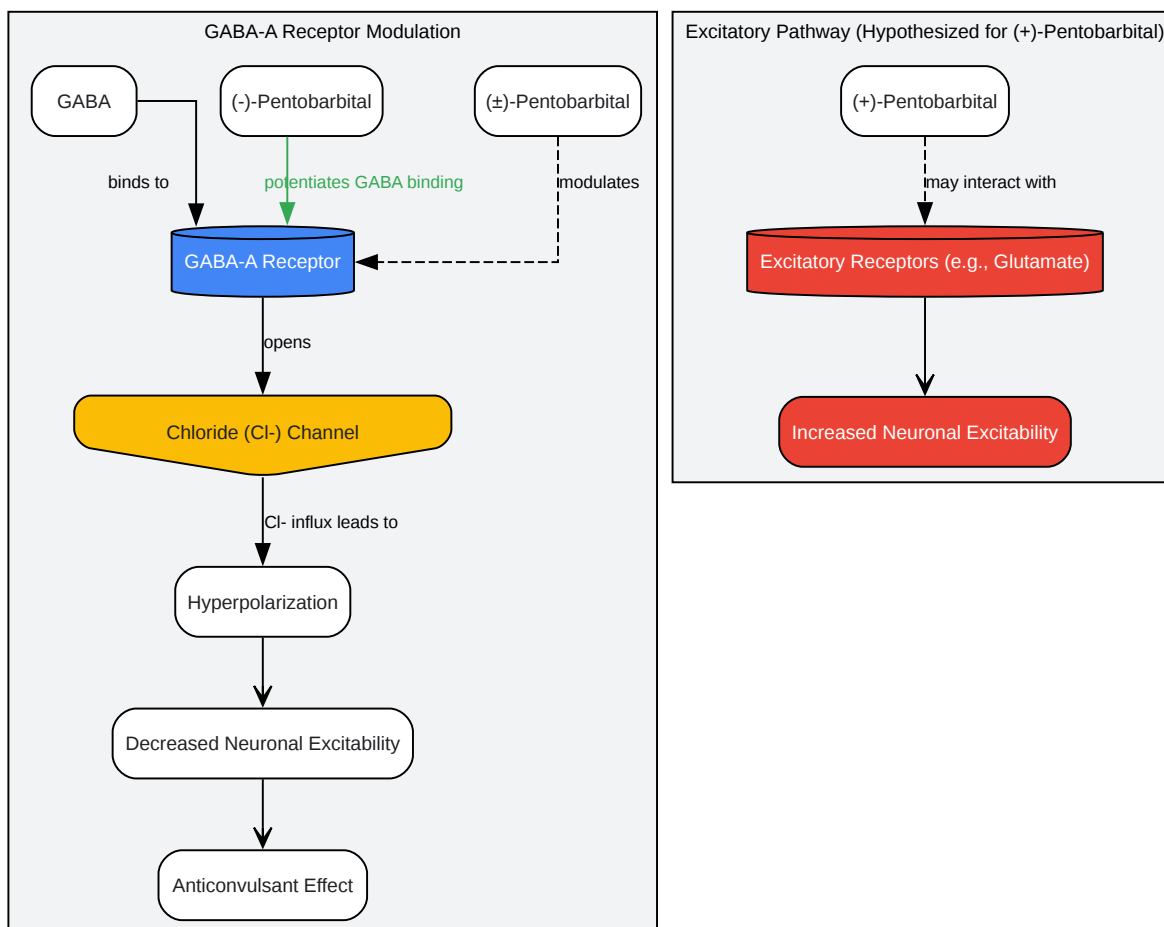 GABA-A Receptor Modulation
GABA
(-)-Pentobarbital
(±)-Pentobarbital
binds to
potentiates GABA binding
modulates
GABA-A Receptor
opens
Chloride (Cl-) Channel
Cl- influx leads to
Hyperpolarization
Decreased Neuronal Excitability
Anticonvulsant Effect
Excitatory Pathway (Hypothesized for (+)-Pentobarbital)
(+)-Pentobarbital
may interact with
Excitatory Receptors (e.g., Glutamate)
Increased Neuronal Excitability